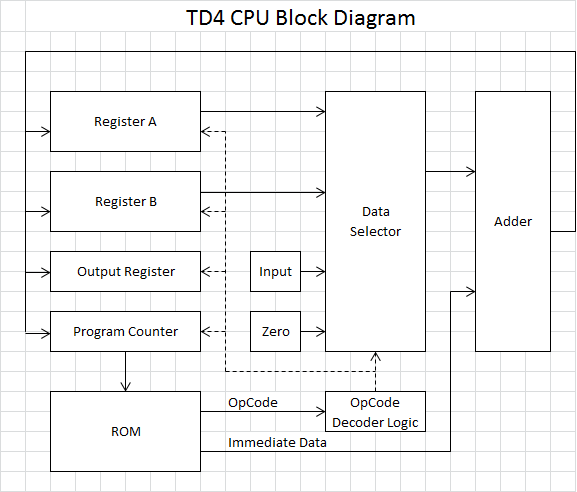 TD4 CPU Block Diagram
Register A
Register B
Data
Selector
Adder
Output Register
Input
Program Counter
Zero
ROM
OpCode
OpCode
Decoder Logic
Immediate Data